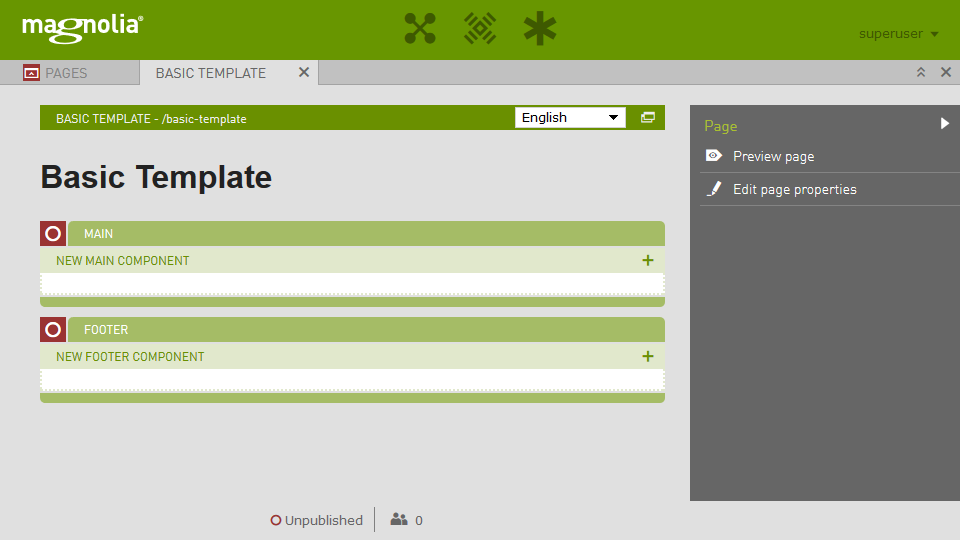 magnolia®
superuser
PAGES
BASIC TEMPLATE
BASIC TEMPLATE - /basic-template
English
Basic Template
MAIN
NEW MAIN COMPONENT
FOOTER
NEW FOOTER COMPONENT
Page
Preview page
Edit page properties
Unpublished
0